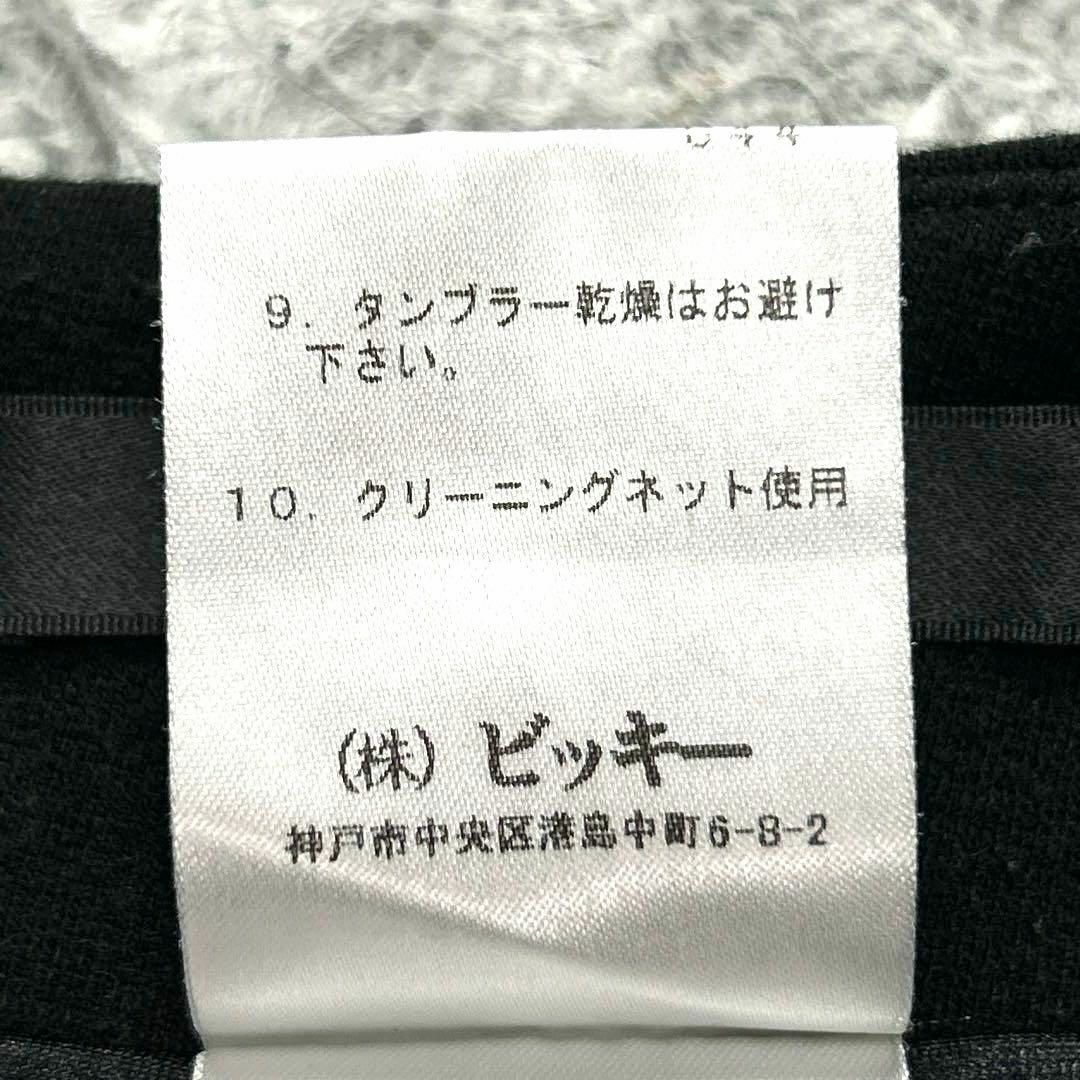 9．タンブラー乾燥はお避け
下さい。
10．クリーニングネット使用
(株) ビッキー
神戸市中央区港島中町6-8-2